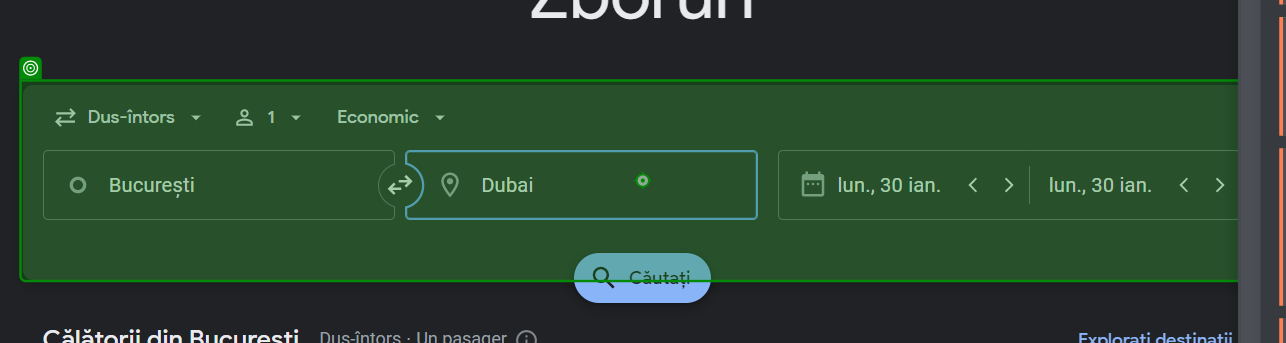 Zboruri
Dus-întors 1 Economic
București Dubai lun., 30 ian. lun., 30 ian.
Căutați
Călătorii din București Dus-întors · Un pasager Explorați destinații